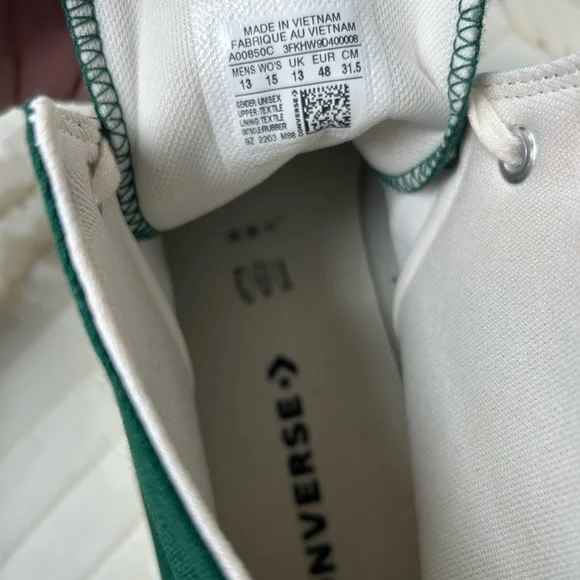 MADE IN VIETNAM
FABRIQUE AU VIETNAM
A00850C 3FKHW9D400008
MENS WO'S UK EUR CM
13 15 13 48 31.5
GENDER: UNISEX
UPPER: TEXTILE
LINING: TEXTILE
OUTSOLE: RUBBER
9Z 2203 M98
CONVERSE
CONVERSE